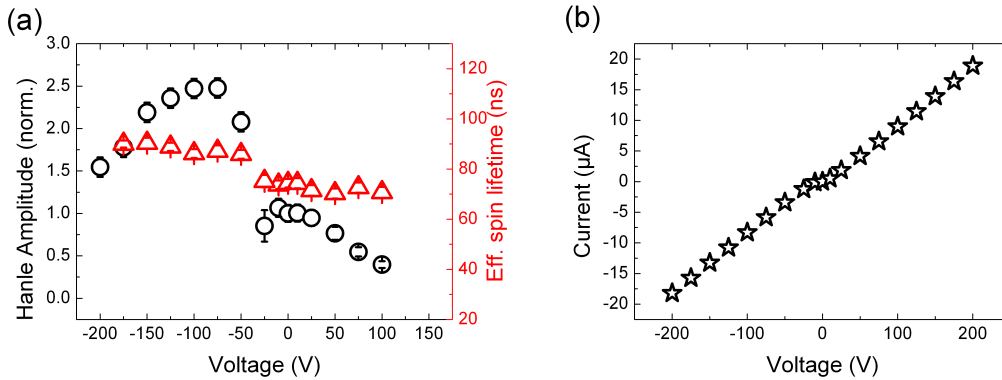 (a)
Hanle Amplitude (norm.)
3.0
2.5
2.0
1.5
1.0
0.5
0.0
120
100
80
60
40
20
Eff. spin lifetime (ns)
-200 -150 -100 -50 0 50 100 150
Voltage (V)
(b)
Current (µA)
20
15
10
5
0
-5
-10
-15
-20
-200 -100 0 100 200
Voltage (V)